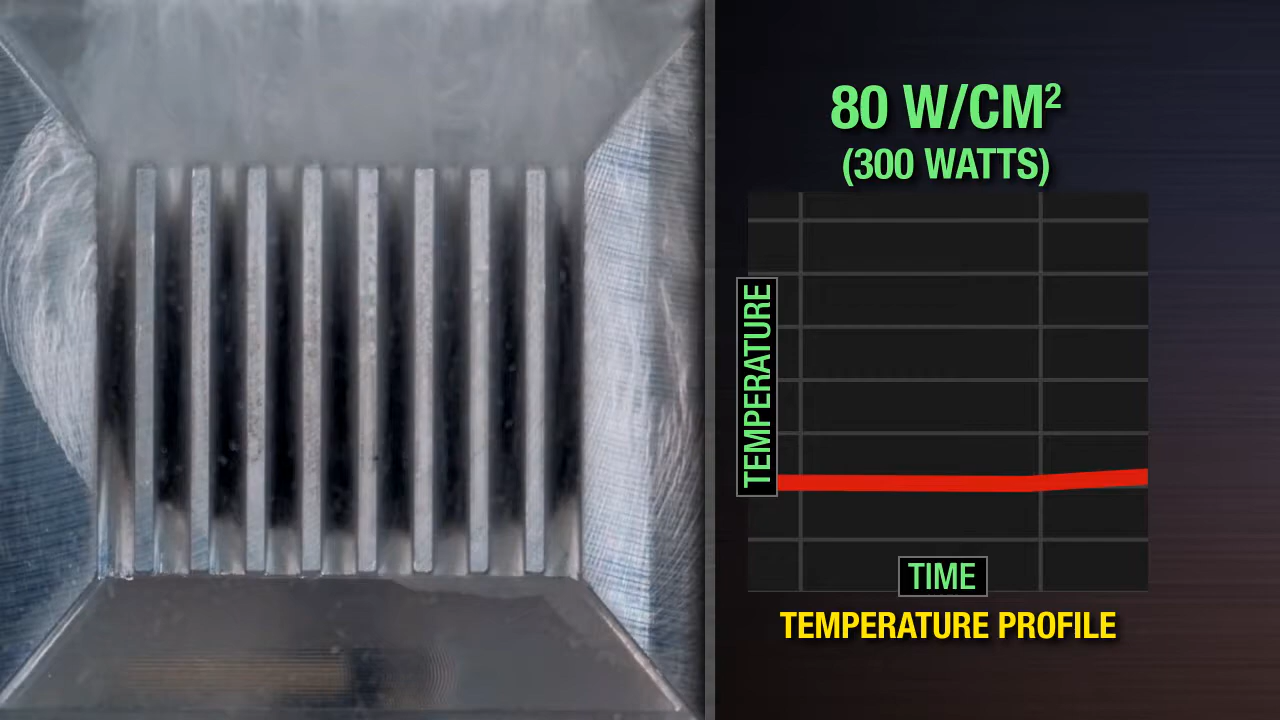 80 W/CM²
(300 WATTS)
TEMPERATURE
TIME
TEMPERATURE PROFILE